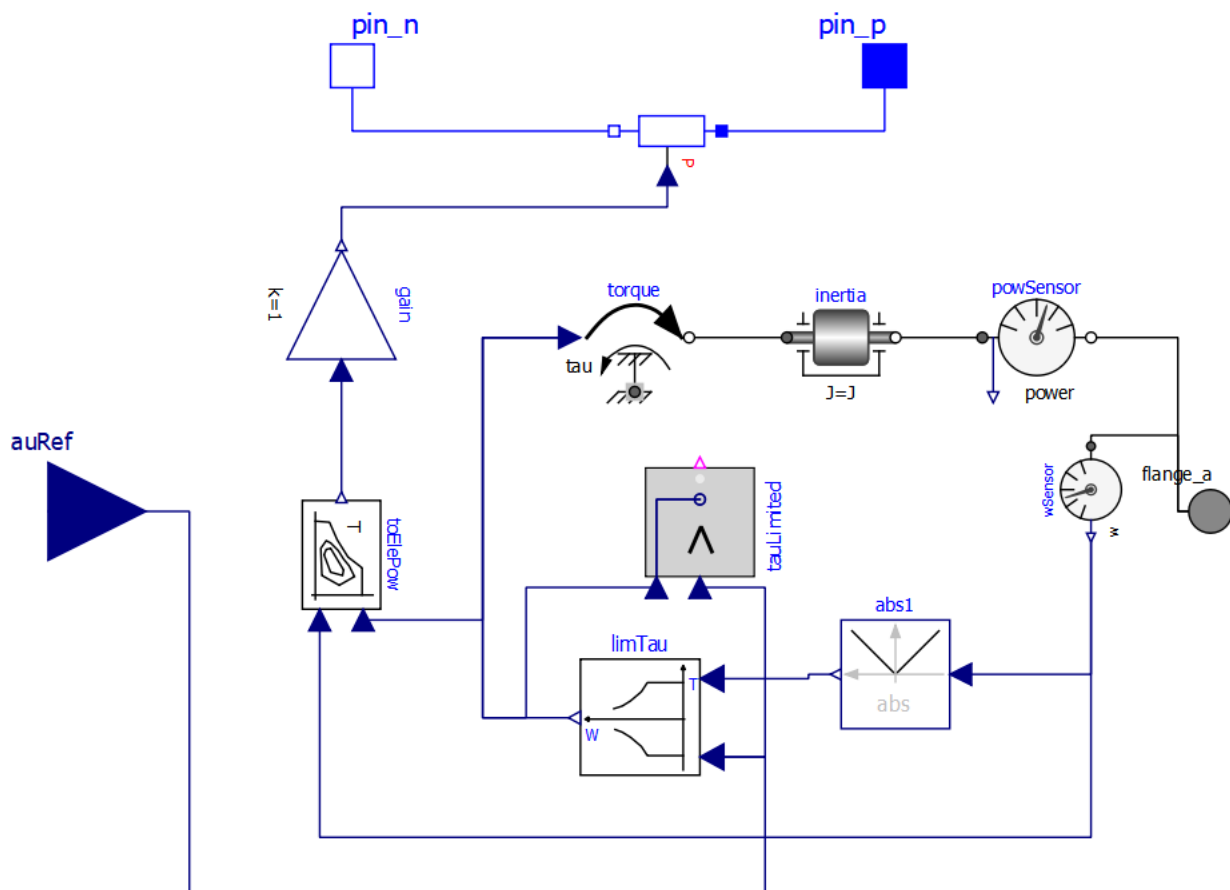 pin_n
pin_p
P
gain
k=1
torque
tau
inertia
J=J
powSensor
power
auRef
toElePow
T
tauLimited
<
wSensor
w
flange_a
abs1
abs
limTau
T
W